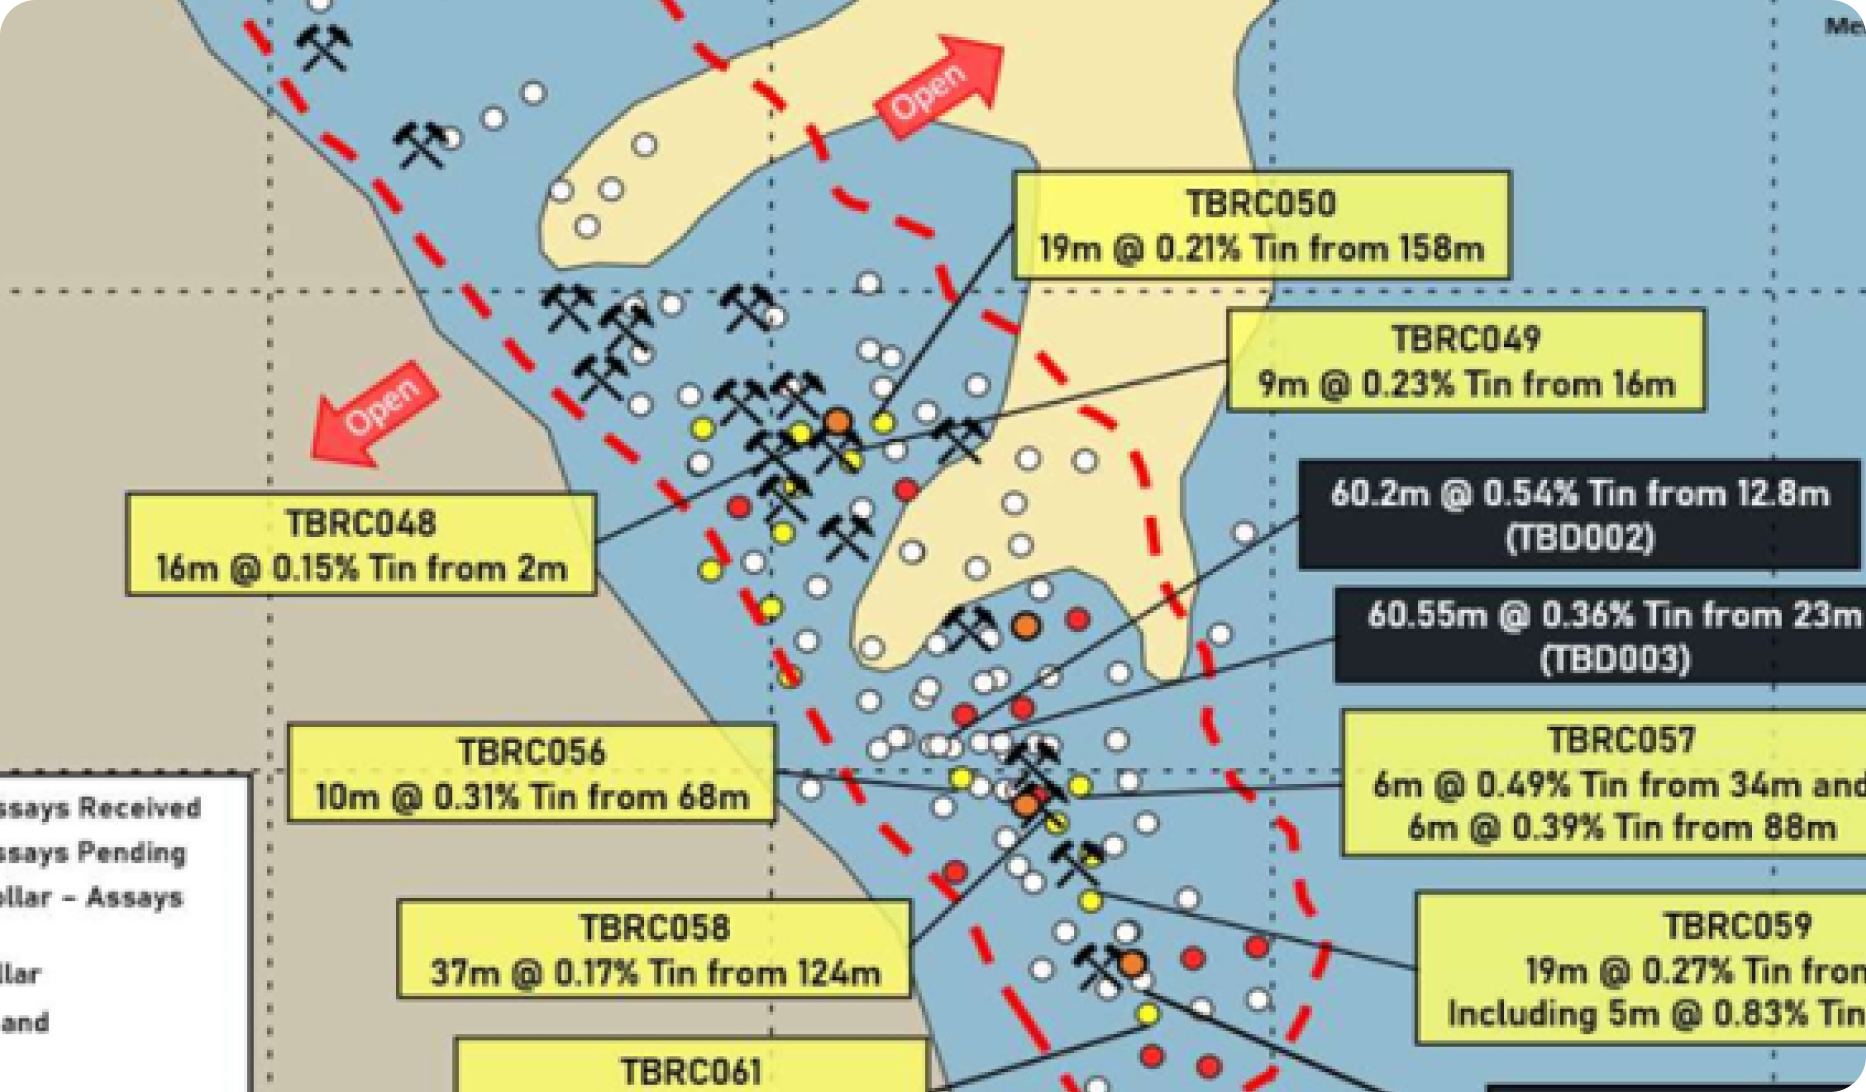 Open
TBRC050
19m @ 0.21% Tin from 158m
TBRC049
9m @ 0.23% Tin from 16m
Open
60.2m @ 0.54% Tin from 12.8m
(TBD002)
TBRC048
16m @ 0.15% Tin from 2m
60.55m @ 0.36% Tin from 23m
(TBD003)
TBRC056
10m @ 0.31% Tin from 68m
TBRC057
6m @ 0.49% Tin from 34m and
6m @ 0.39% Tin from 88m
ssays Received
ssays Pending
ollar - Assays
llar
and
TBRC058
37m @ 0.17% Tin from 124m
TBRC059
19m @ 0.27% Tin from
Including 5m @ 0.83% Tin
TBRC061